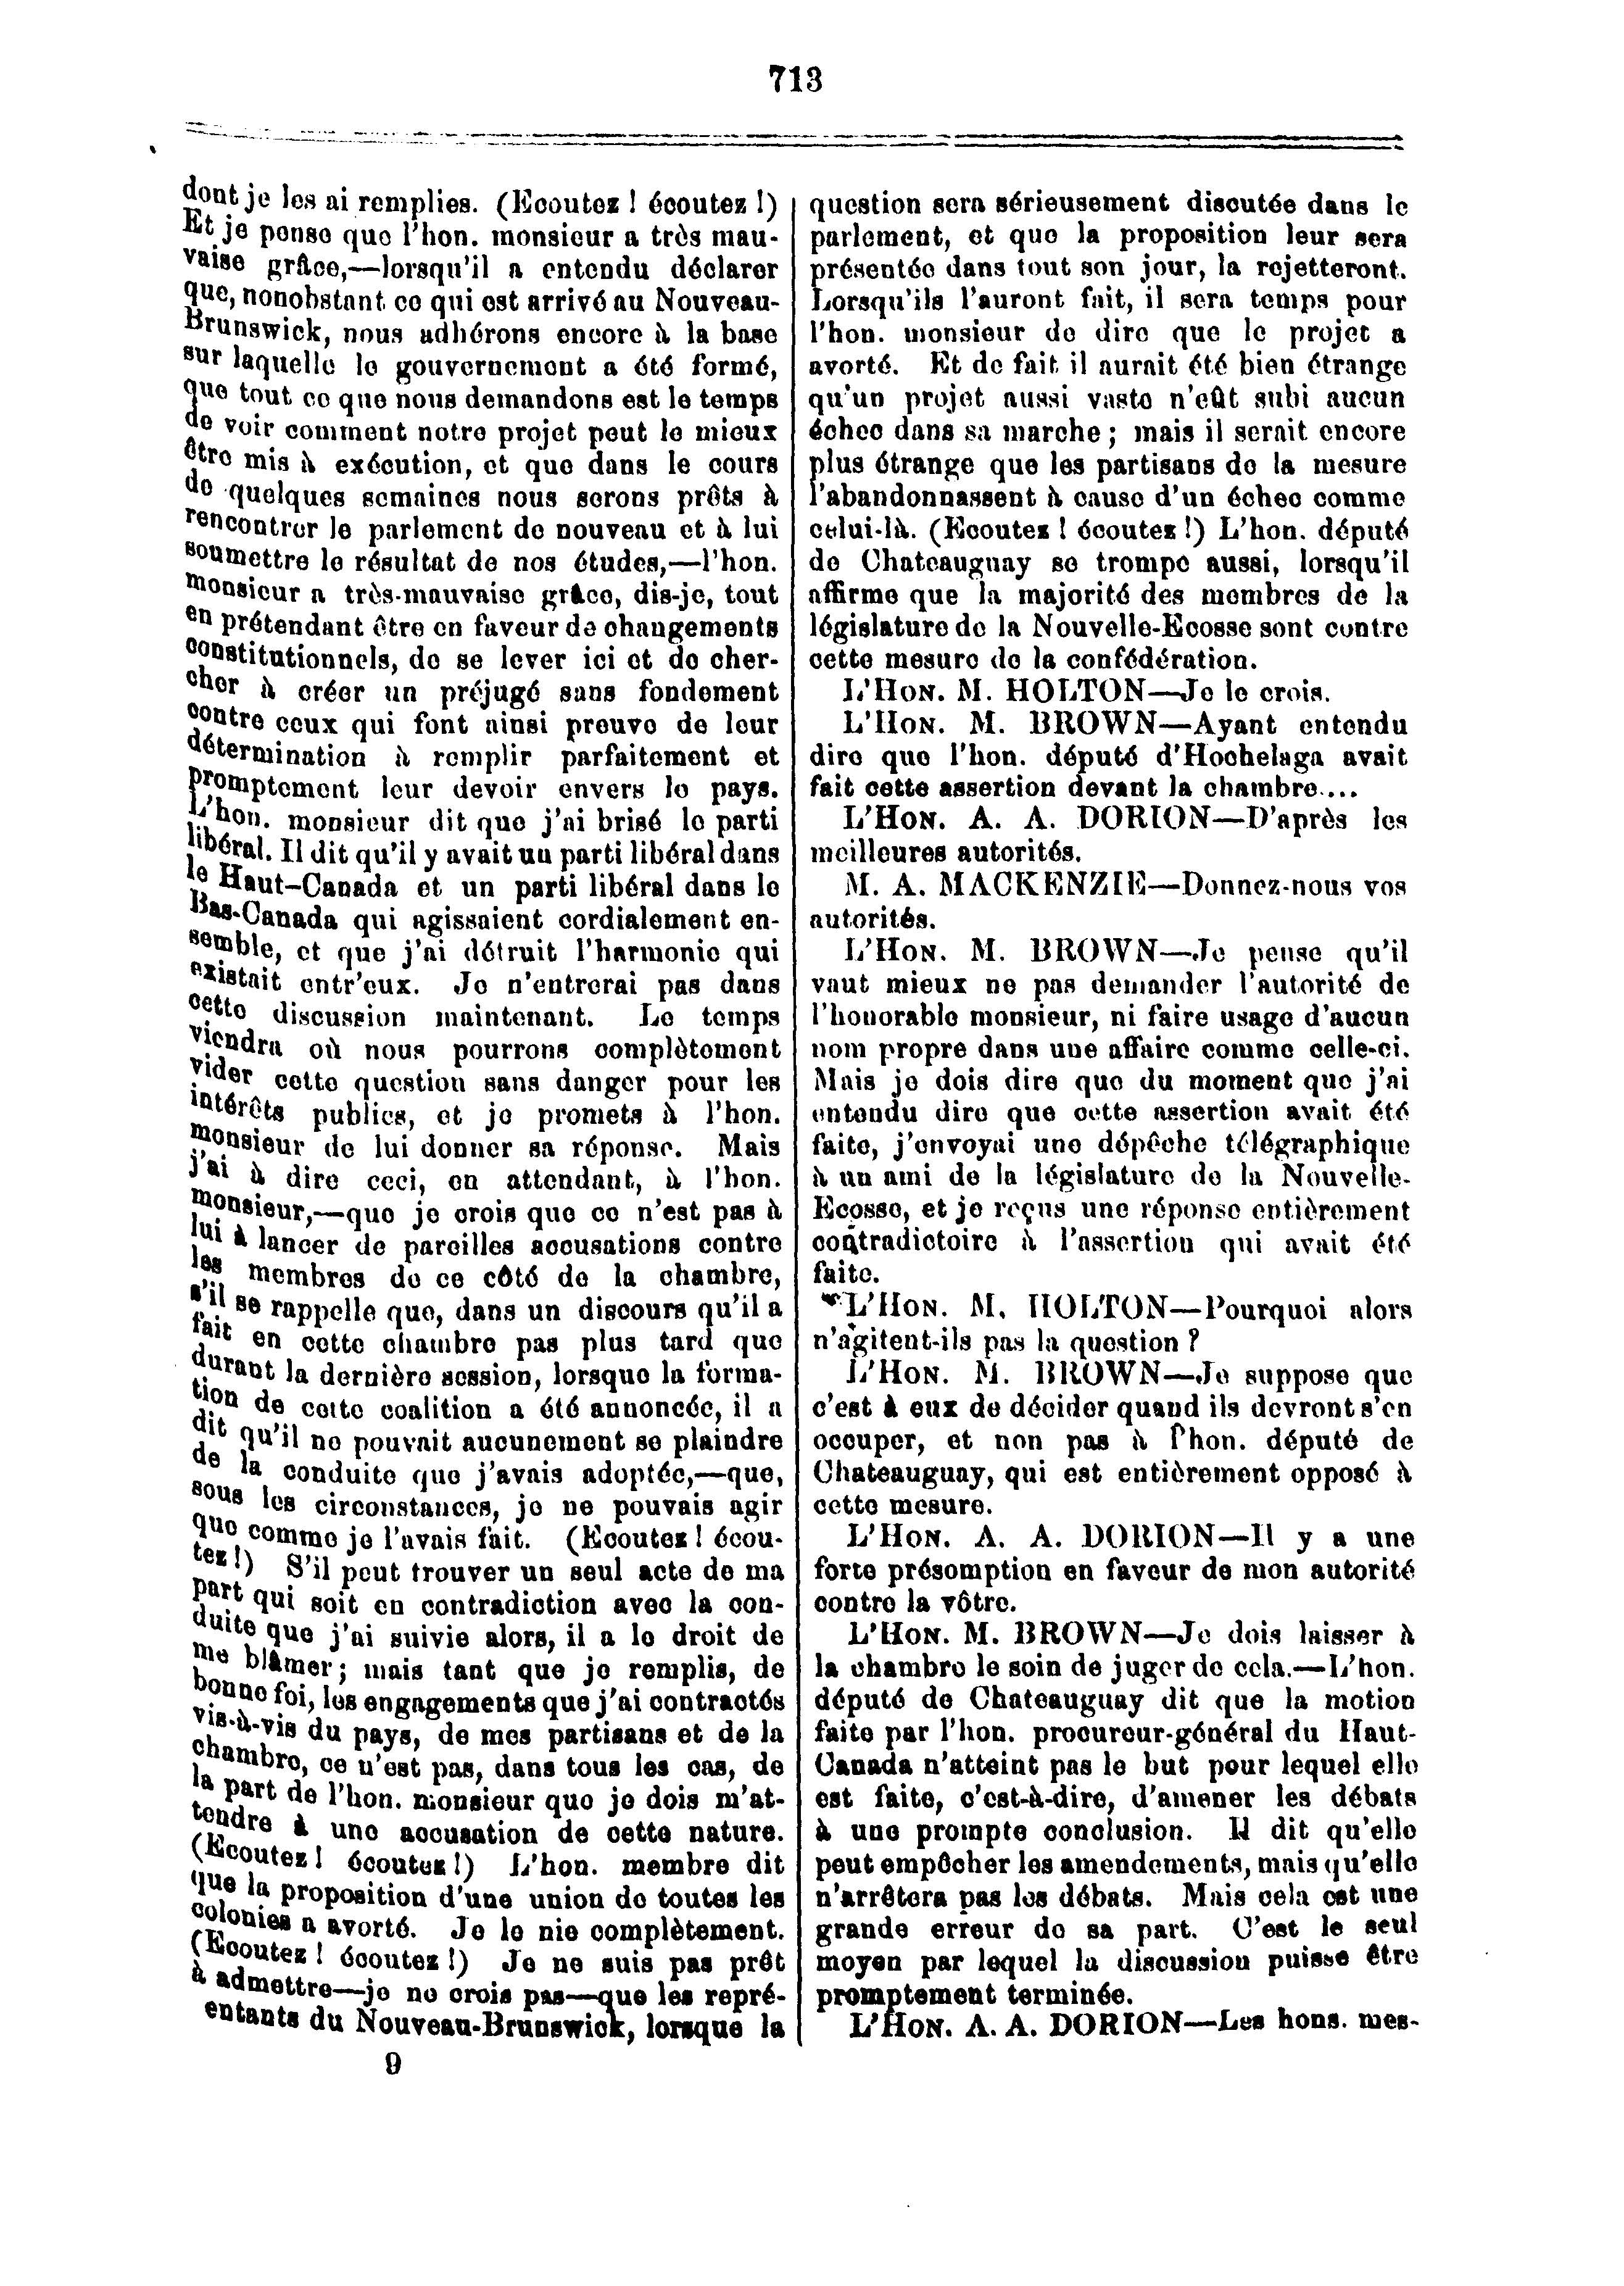 713
dont je les ai remplies. (Ecoutez ! écoutez !)
Et je pense que l'hon. monsieur a très mau-
vaise grâce,—lorsqu'il a entendu déclarer
que, nonobstant ce qui est arrivé au Nouveau-
Brunswick, nous adhérons encore à la base
sur laquelle le gouvernement a été formé,
que tout ce que nous demandons est le temps
de voir comment notre projet peut le mieux
être mis à exécution, et que dans le cours
de quelques semaines nous serons prêts à
rencontrer le parlement de nouveau et à lui
soumettre le résultat de nos études,—l'hon.
monsieur a très-mauvaise grâce, dis-je, tout
en prétendant être en faveur de changements
constitutionnels, de se lever ici et de cher-
cher à créer un préjugé sans fondement
contre ceux qui font ainsi preuve de leur
détermination à remplir parfaitement et
promptement leur devoir envers le pays.
L'hon. monsieur dit que j'ai brisé le parti
libéral. Il dit qu'il y avait un parti libéral dans
le Haut-Canada et un parti libéral dans le
Bas-Canada qui agissaient cordialement en-
semble, et que j'ai détruit l'harmonie qui
existait entr'eux. Je n'entrerai pas dans
cette discussion maintenant. Le temps
viendra où nous pourrons complètement
vider cette question sans danger pour les
intérêts publics, et je promets à l'hon.
monsieur de lui donner sa réponse. Mais
j'ai à dire ceci, en attendant, à l'hon.
monsieur,—que je crois que ce n'est pas à
lui à lancer de pareilles accusations contre
les membres de ce côté de la chambre,
s'il se rappelle que, dans un discours qu'il a
fait en cette chambre pas plus tard que
durant la dernière session, lorsque la forma-
tion de cette coalition a été annoncée, il a
dit qu'il ne pouvait aucunement se plaindre
de la conduite que j'avais adoptée,—que,
sous les circonstances, je ne pouvais agir
que comme je l'avais fait. (Ecoutez ! écou-
tez !) S'il peut trouver un seul acte de ma
part qui soit en contradiction avec la con-
duite que j'ai suivie alors, il a le droit de
me blâmer ; mais tant que je remplis, de
bonne foi, les engagements que j'ai contractés
vis-à-vis du pays, de mes partisans et de la
chambre, ce n'est pas, dans tous les cas, de
la part de l'hon. monsieur que je dois m'at-
tendre à une accusation de cette nature.
(Ecoutez ! écoutez !) L'hon. membre dit
que la proposition d'une union de toutes les
colonies a avorté. Je le nie complètement.
(Ecoutez ! écoutez !) Je ne suis pas prêt
à admettre—je ne crois pas—que les repré-
entants du Nouveau-Brunswick, lorsque la
9
question sera sérieusement discutée dans le
parlement, et que la proposition leur sera
présentée dans tout son jour, la rejetteront.
Lorsqu'ils l'auront fait, il sera temps pour
l'hon. monsieur de dire que le projet a
avorté. Et de fait il aurait été bien étrange
qu'un projet aussi vaste n'eût subi aucun
échec dans sa marche ; mais il serait encore
plus étrange que les partisans de la mesure
l'abandonnassent à cause d'un échec comme
celui-là. (Ecoutez ! écoutez !) L'hon. député
de Chateauguay se trompe aussi, lorsqu'il
affirme que la majorité des membres de la
législature de la Nouvelle-Ecosse sont contre
cette mesure de la confédération.
L'HON. M. HOLTON—Je le crois.
L'HON. M. BROWN—Ayant entendu
dire que l'hon. député d'Hochelaga avait
fait cette assertion devant la chambre....
L'HON. A. A. DORION—D'après les
meilleures autorités.
M. A. MACKENZIE—Donnez-nous vos
autorités.
L'HON. M. BROWN—Je pense qu'il
vaut mieux ne pas demander l'autorité de
l'honorable monsieur, ni faire usage d'aucun
nom propre dans une affaire comme celle-ci.
Mais je dois dire que du moment que j'ai
entendu dire que cette assertion avait été
faite, j'envoyai une dépêche télégraphique
à un ami de la législature de la Nouvelle-
Ecosse, et je reçus une réponse entièrement
contradictoire à l'assertion qui avait été
faite.
L'HON. M. HOLTON—Pourquoi alors
n'agitent-ils pas la question ?
L'HON. M. BROWN—Je suppose que
c'est à eux de décider quand ils devront s'en
occuper, et non pas à l'hon. député de
Chateauguay, qui est entièrement opposé à
cette mesure.
L'HON. A. A. DORION—Il y a une
forte présomption en faveur de mon autorité
contre la vôtre.
L'HON. M. BROWN—Je dois laisser à
la chambre le soin de juger de cela.—L'hon.
député de Chateauguay dit que la motion
faite par l'hon. procureur-général du Haut-
Canada n'atteint pas le but pour lequel elle
est faite, c'est-à-dire, d'amener les débats
à une prompte conclusion. Il dit qu'elle
peut empêcher les amendements, mais qu'elle
n'arrêtera pas les débats. Mais cela est une
grande erreur de sa part. C'est le seul
moyen par lequel la discussion puisse être
promptement terminée.
L'HON. A. A. DORION—Les hons. mes-